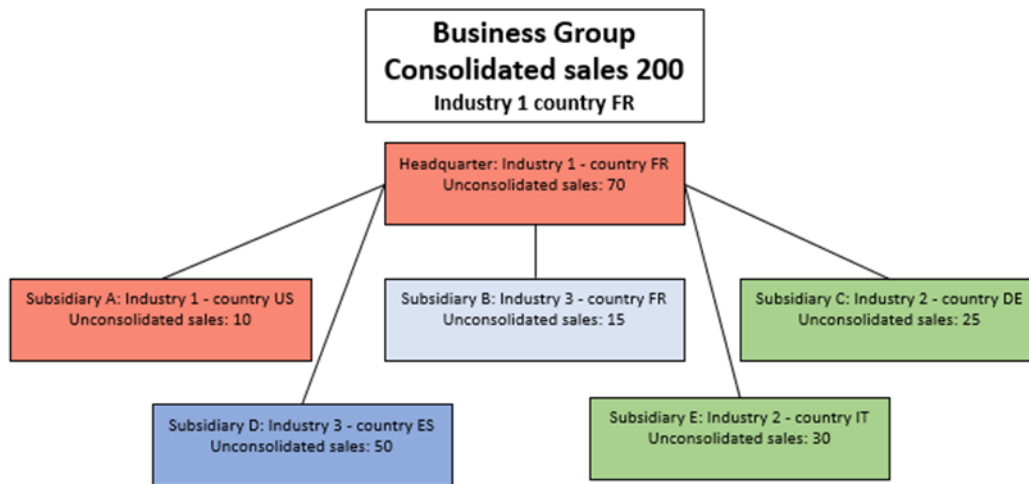 Business Group
Consolidated sales 200
Industry 1 country FR
Headquarter: Industry 1 - country FR
Unconsolidated sales: 70
Subsidiary A: Industry 1 - country US
Unconsolidated sales: 10
Subsidiary B: Industry 3 - country FR
Unconsolidated sales: 15
Subsidiary C: Industry 2 - country DE
Unconsolidated sales: 25
Subsidiary D: Industry 3 - country ES
Unconsolidated sales: 50
Subsidiary E: Industry 2 - country IT
Unconsolidated sales: 30